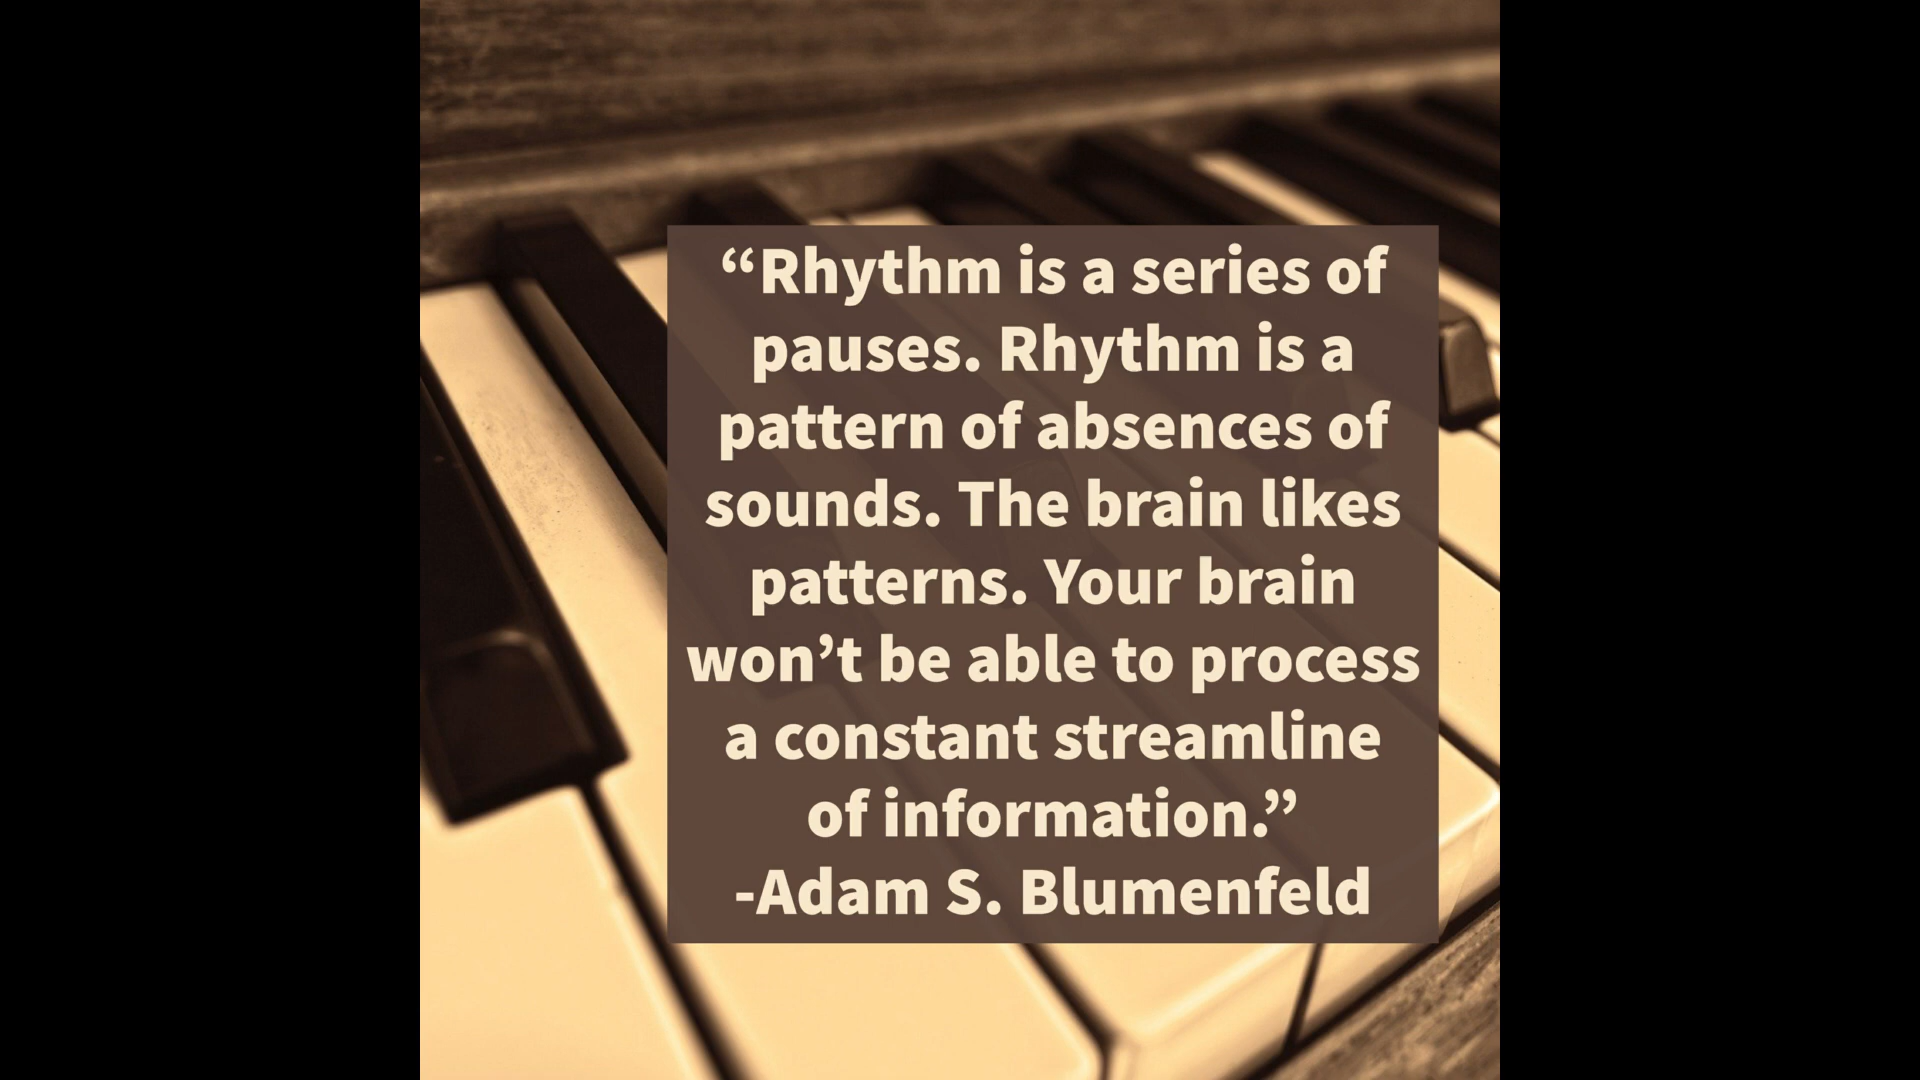 “Rhythm is a series of
pauses. Rhythm is a
pattern of absences of
sounds. The brain likes
patterns. Your brain
won’t be able to process
a constant streamline
of information.”
-Adam S. Blumenfeld